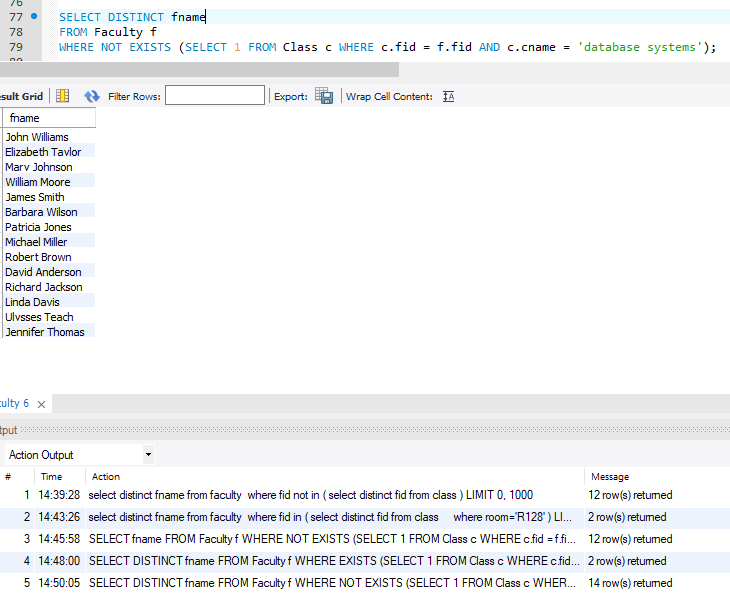 76
77 SELECT DISTINCT fname
78 FROM Faculty f
79 WHERE NOT EXISTS (SELECT 1 FROM Class c WHERE c.fid = f.fid AND c.cname = 'database systems');
80
esult Grid Filter Rows: Export: Wrap Cell Content:
fname
John Williams
Elizabeth Taylor
Mary Johnson
William Moore
James Smith
Barbara Wilson
Patricia Jones
Michael Miller
Robert Brown
David Anderson
Richard Jackson
Linda Davis
Ulysses Teach
Jennifer Thomas
culty 6
tput
Action Output
# Time Action Message
1 14:39:28 select distinct fname from faculty where fid not in ( select distinct fid from class ) LIMIT 0, 1000 12 row(s) returned
2 14:43:26 select distinct fname from faculty where fid in ( select distinct fid from class where room='R128' ) LI... 2 row(s) returned
3 14:45:58 SELECT fname FROM Faculty f WHERE NOT EXISTS (SELECT 1 FROM Class c WHERE c.fid = f.fi... 12 row(s) returned
4 14:48:00 SELECT DISTINCT fname FROM Faculty f WHERE EXISTS (SELECT 1 FROM Class c WHERE c.fid... 2 row(s) returned
5 14:50:05 SELECT DISTINCT fname FROM Faculty f WHERE NOT EXISTS (SELECT 1 FROM Class c WHER... 14 row(s) returned